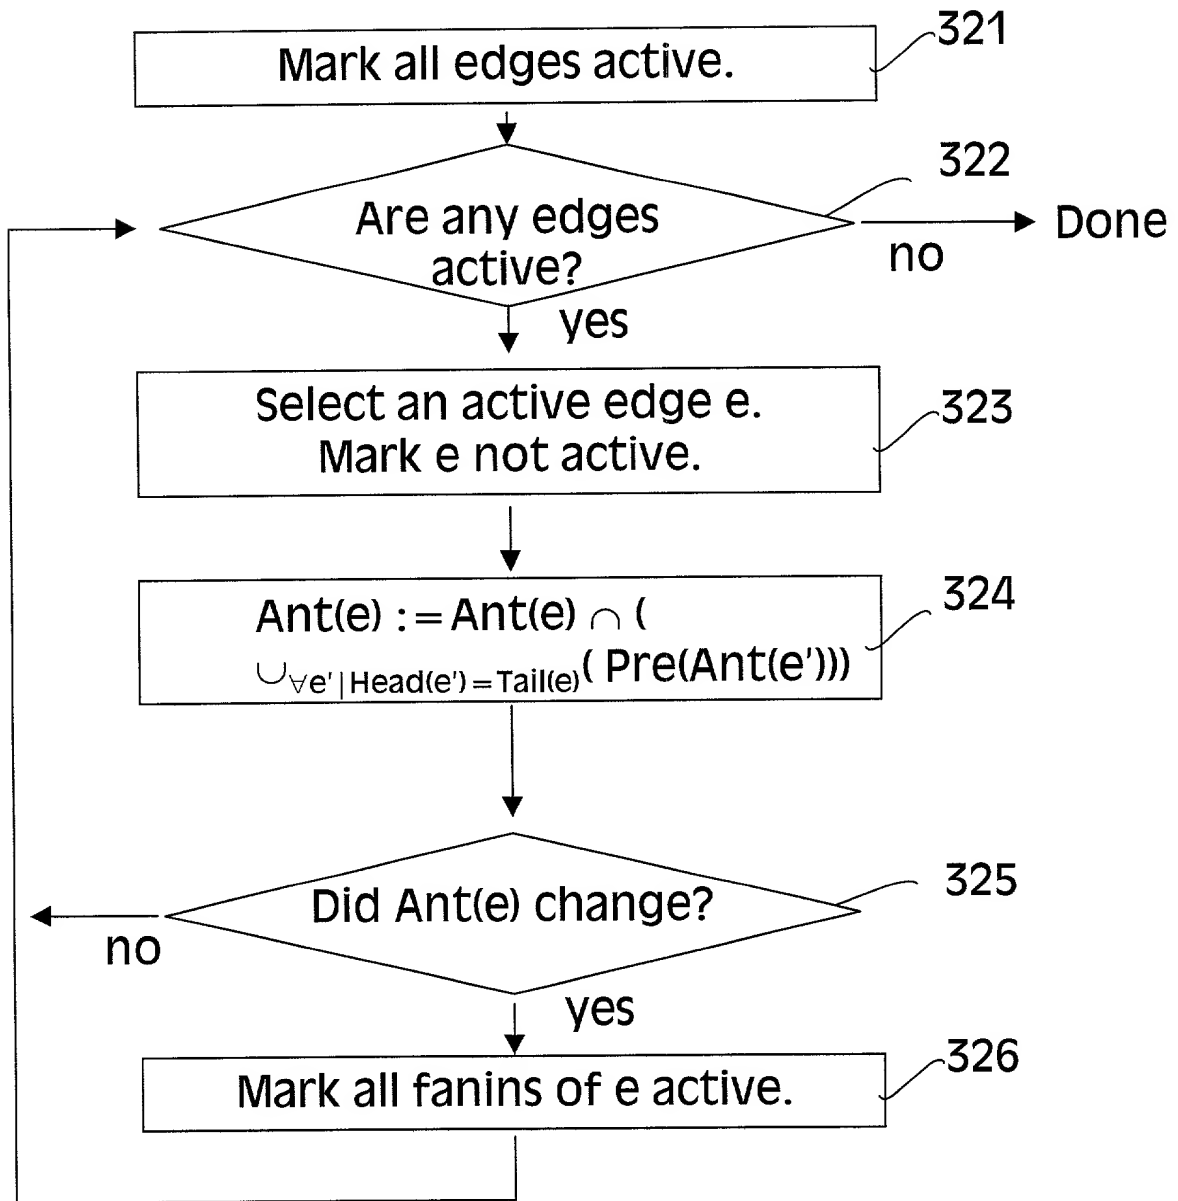 321
Mark all edges active.
322
Are any edges
active?
Done
no
yes
Select an active edge e.
Mark e not active.
323
324
Ant(e) := Ant(e) ∩ (
∪∀e'|Head(e')=Tail(e)( Pre(Ant(e')))
325
Did Ant(e) change?
no
yes
326
Mark all fanins of e active.